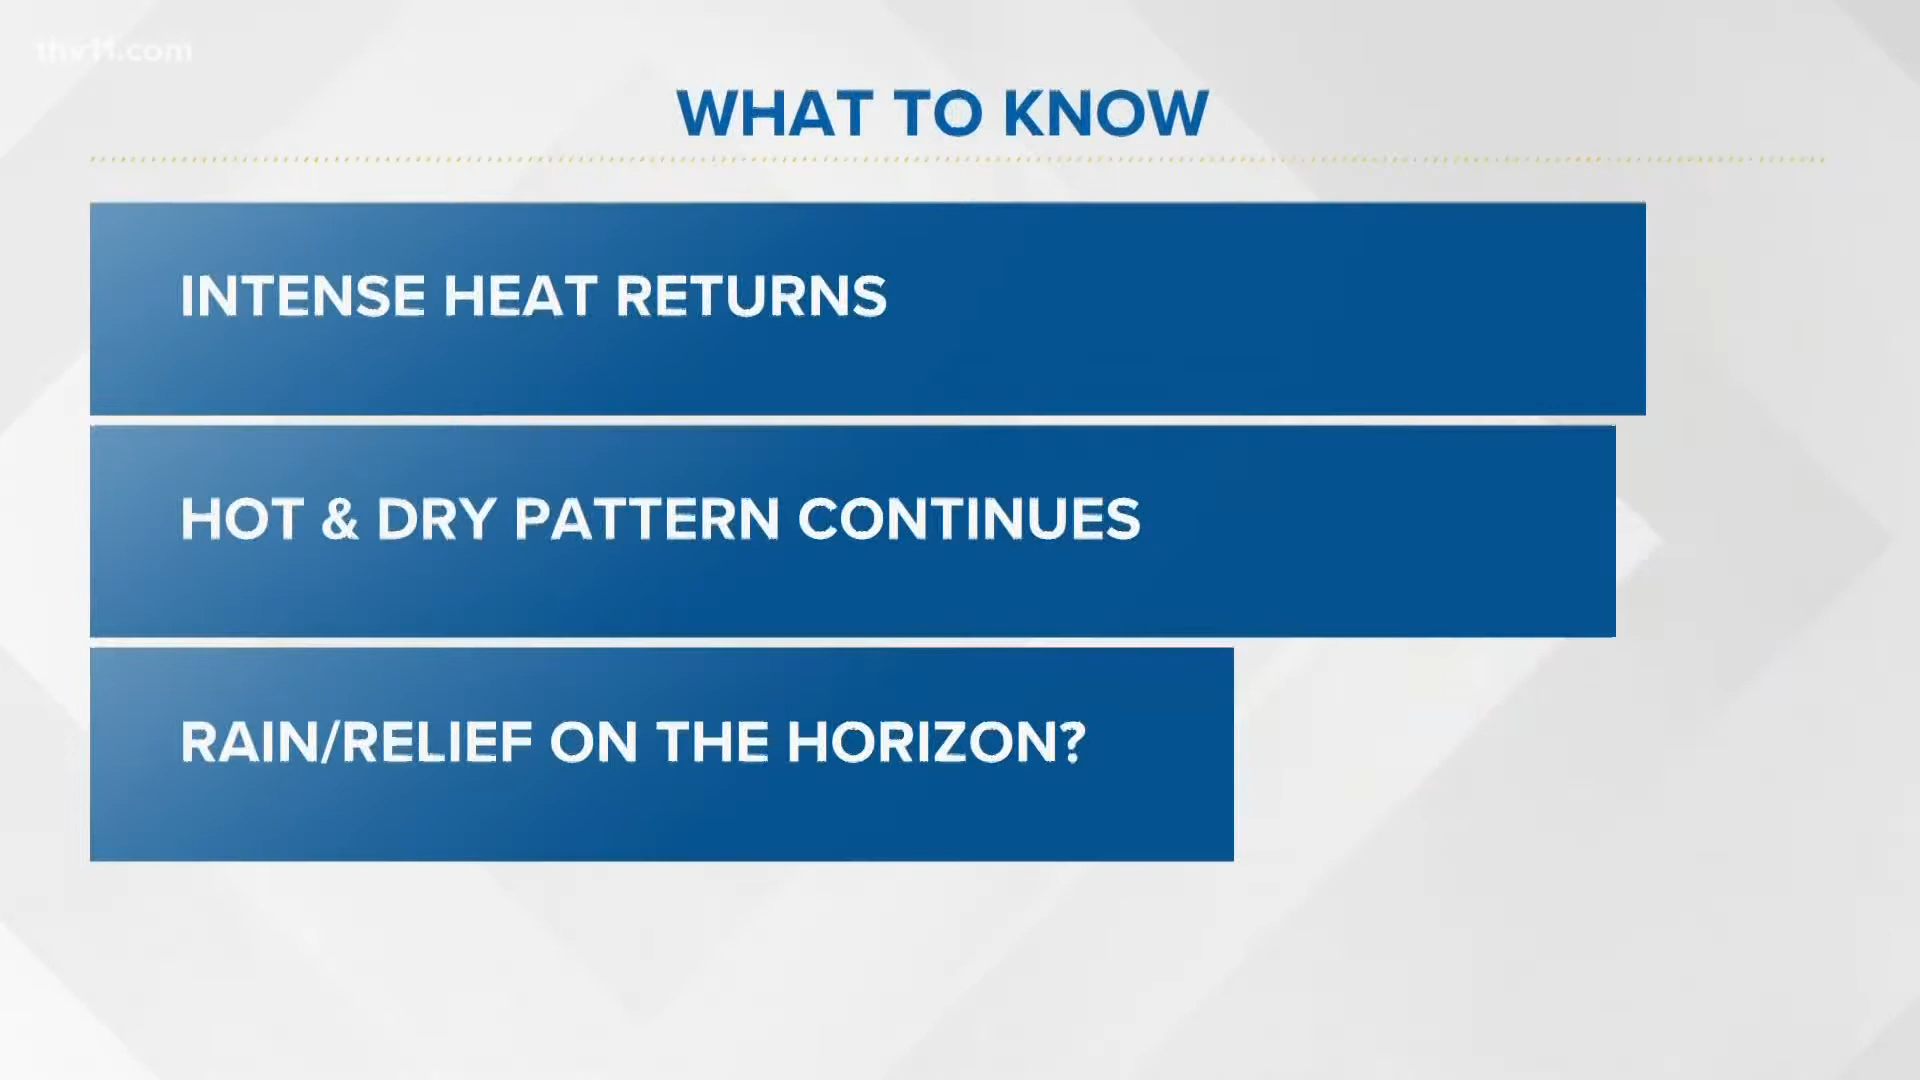 thv11.com
WHAT TO KNOW
INTENSE HEAT RETURNS
HOT & DRY PATTERN CONTINUES
RAIN/RELIEF ON THE HORIZON?